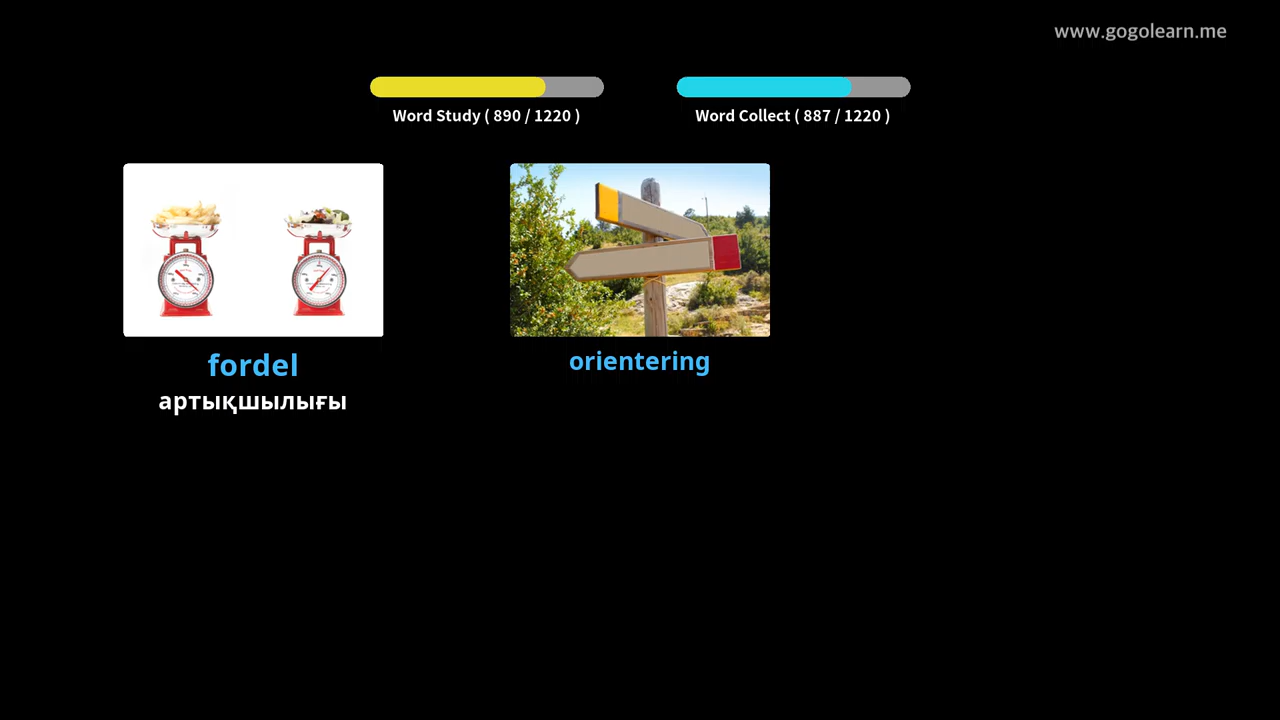 www.gogolearn.me
Word Study ( 890 / 1220 )
Word Collect ( 887 / 1220 )
fordel
артықшылығы
orientering